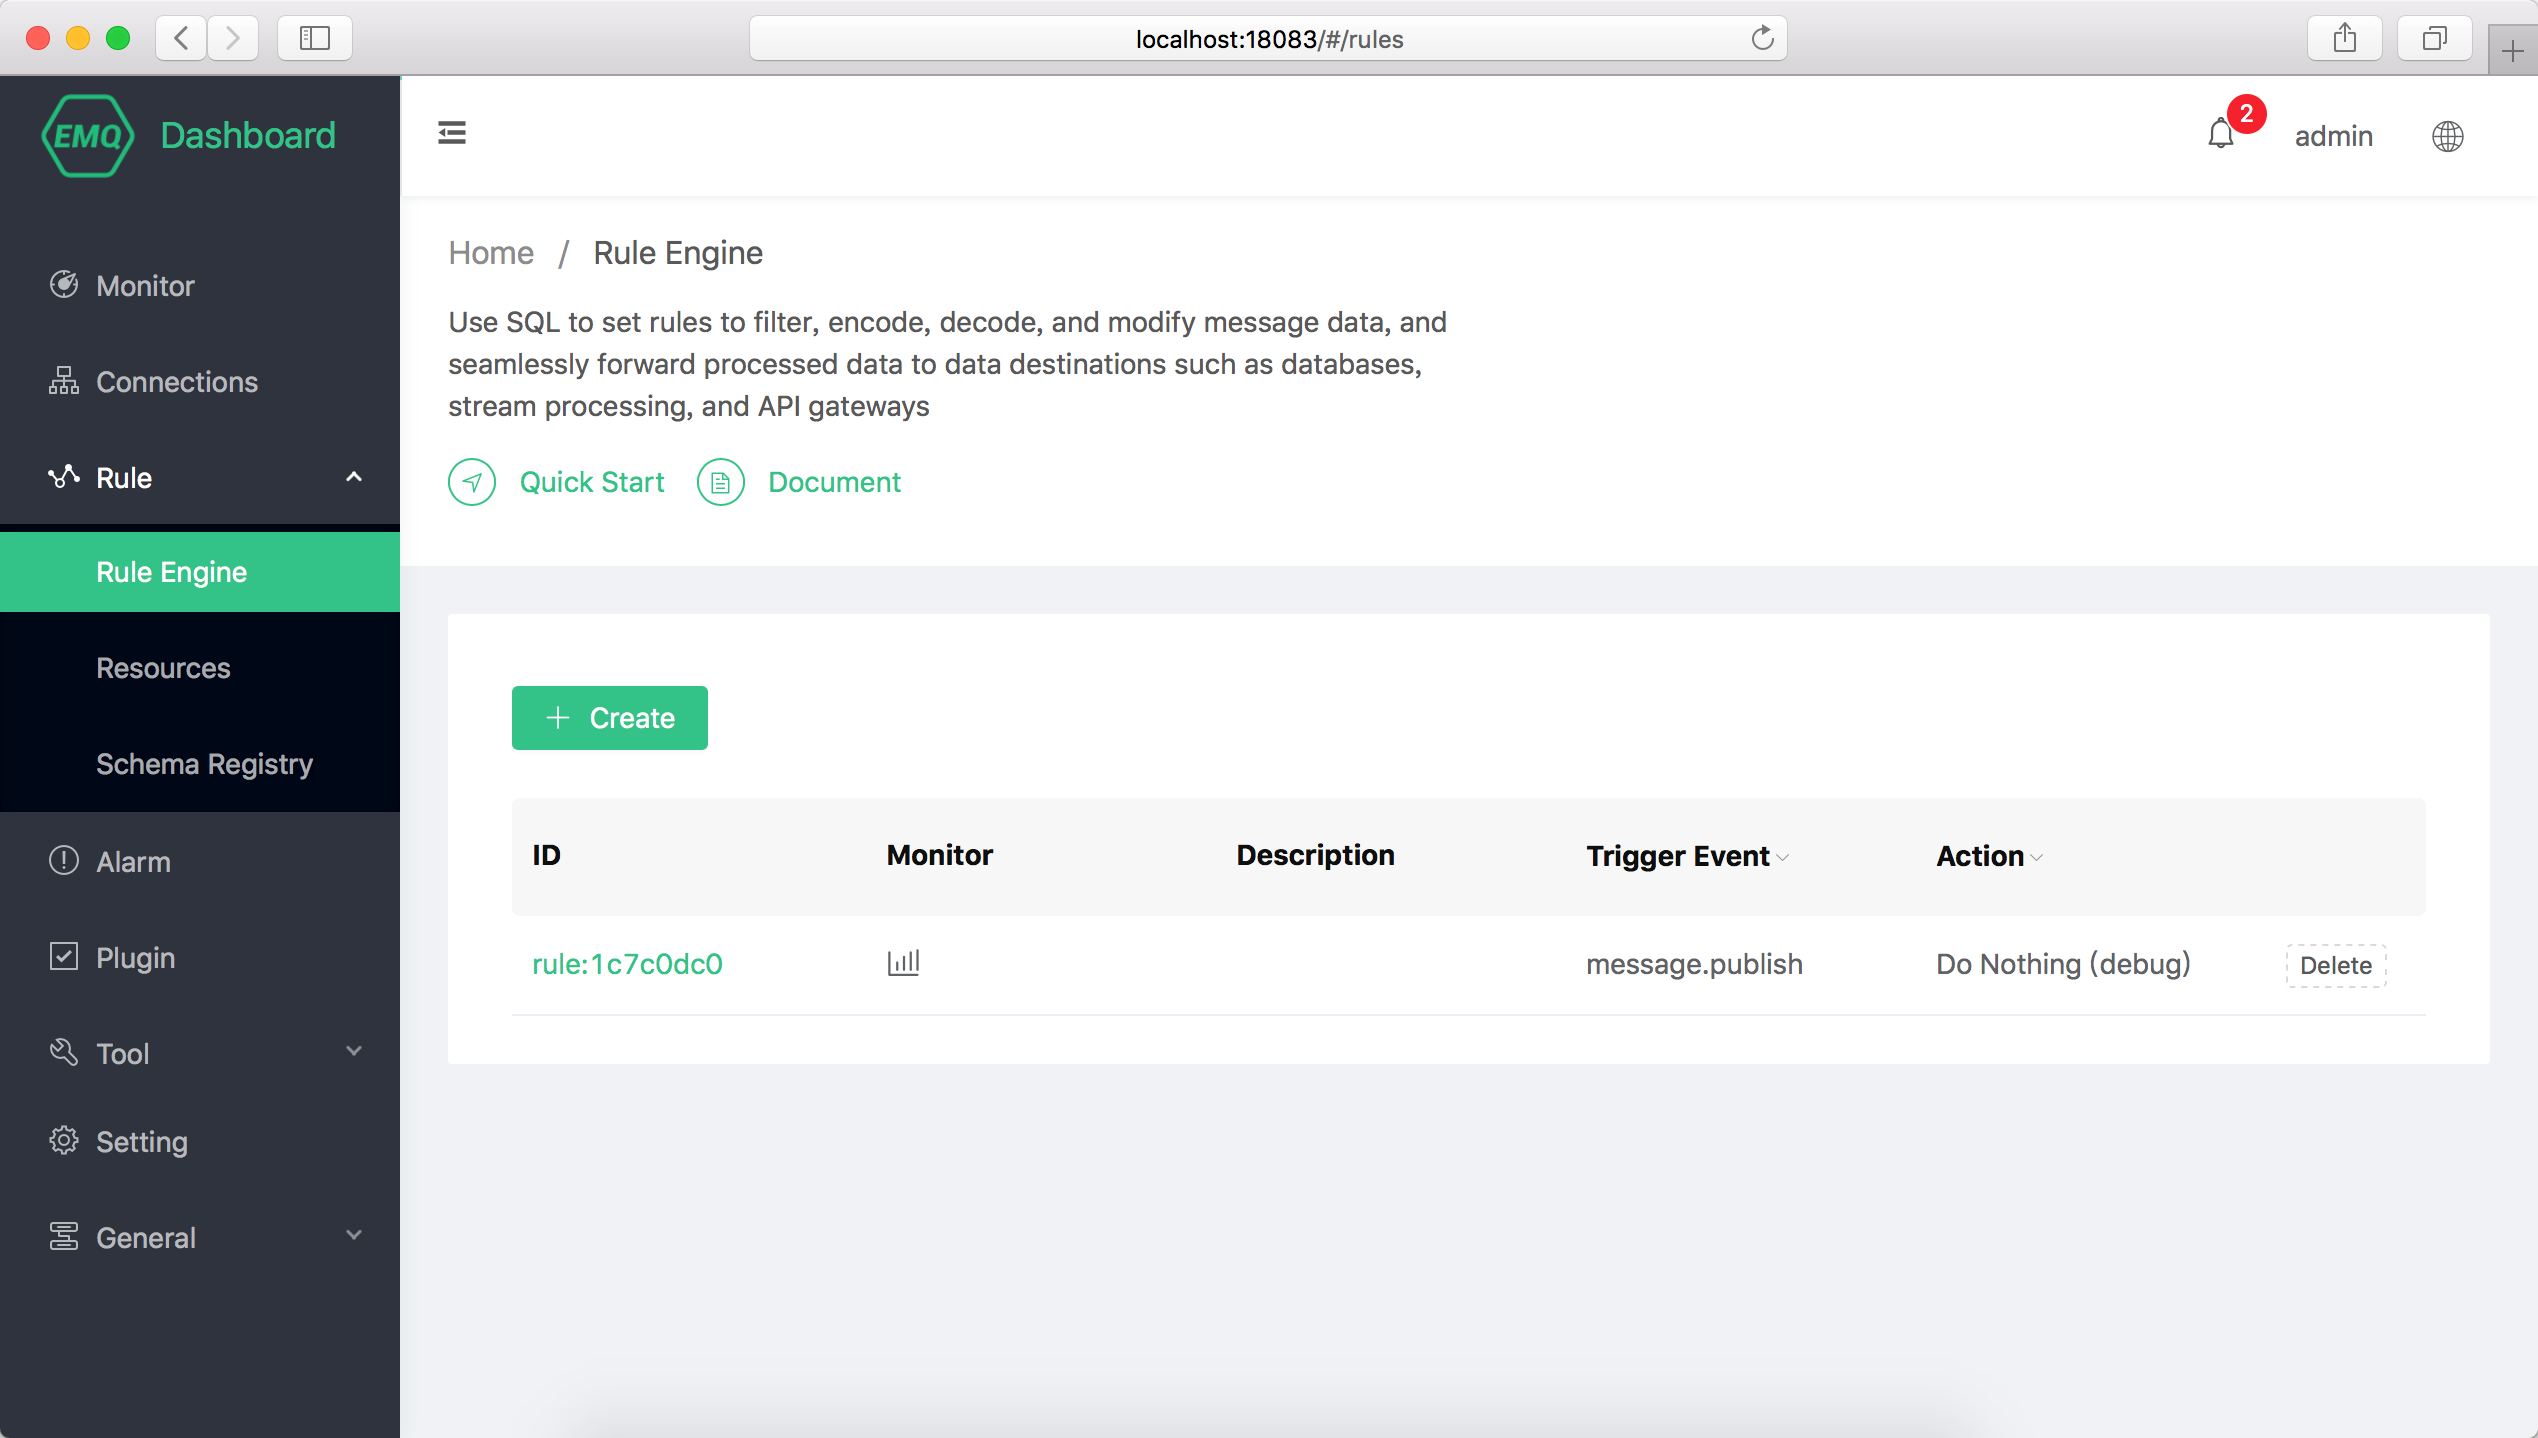 localhost:18083/#/rules
EMQ Dashboard
2
admin
Monitor
Connections
Rule
Rule Engine
Resources
Schema Registry
Alarm
Plugin
Tool
Setting
General
Home / Rule Engine
Use SQL to set rules to filter, encode, decode, and modify message data, and
seamlessly forward processed data to data destinations such as databases,
stream processing, and API gateways
Quick Start Document
Create
ID Monitor Description Trigger Event Action
rule:1c7c0dc0 message.publish Do Nothing (debug) Delete